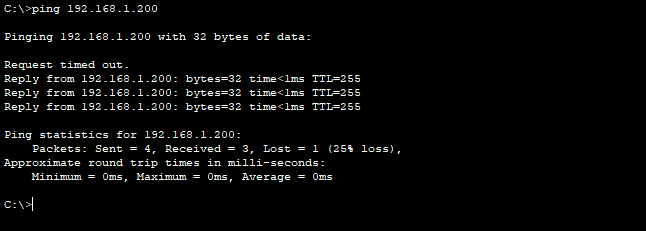 C:\>ping 192.168.1.200
Pinging 192.168.1.200 with 32 bytes of data:
Request timed out.
Reply from 192.168.1.200: bytes=32 time<1ms TTL=255
Reply from 192.168.1.200: bytes=32 time<1ms TTL=255
Reply from 192.168.1.200: bytes=32 time<1ms TTL=255
Ping statistics for 192.168.1.200:
Packets: Sent = 4, Received = 3, Lost = 1 (25% loss),
Approximate round trip times in milli-seconds:
Minimum = 0ms, Maximum = 0ms, Average = 0ms
C:\>